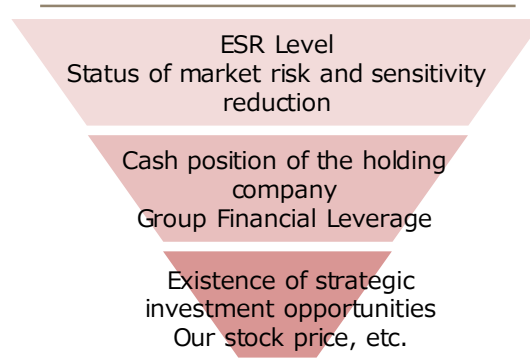 ESR Level
Status of market risk and sensitivity
reduction
Cash position of the holding
company
Group Financial Leverage
Existence of strategic
investment opportunities
Our stock price, etc.